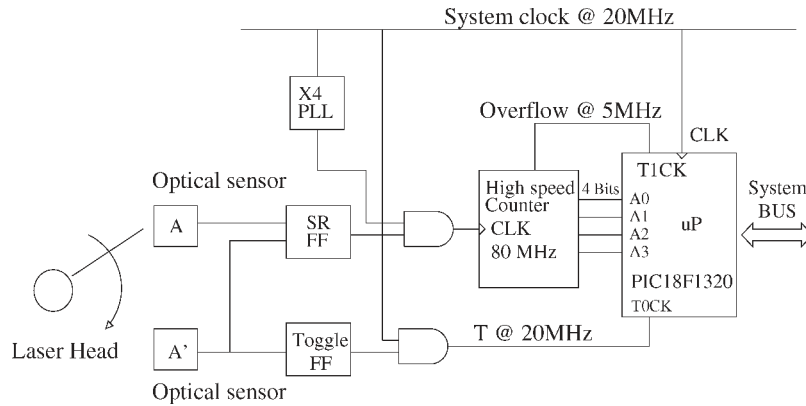 System clock @ 20MHz
X4
PLL
Overflow @ 5MHz
CLK
T1CK
Optical sensor
High speed
Counter
4 Bits
A0
System
BUS
A
SR
FF
CLK
A1
uP
A2
80 MHz
A3
PIC18F1320
T0CK
Laser Head
A'
Toggle
FF
T @ 20MHz
Optical sensor